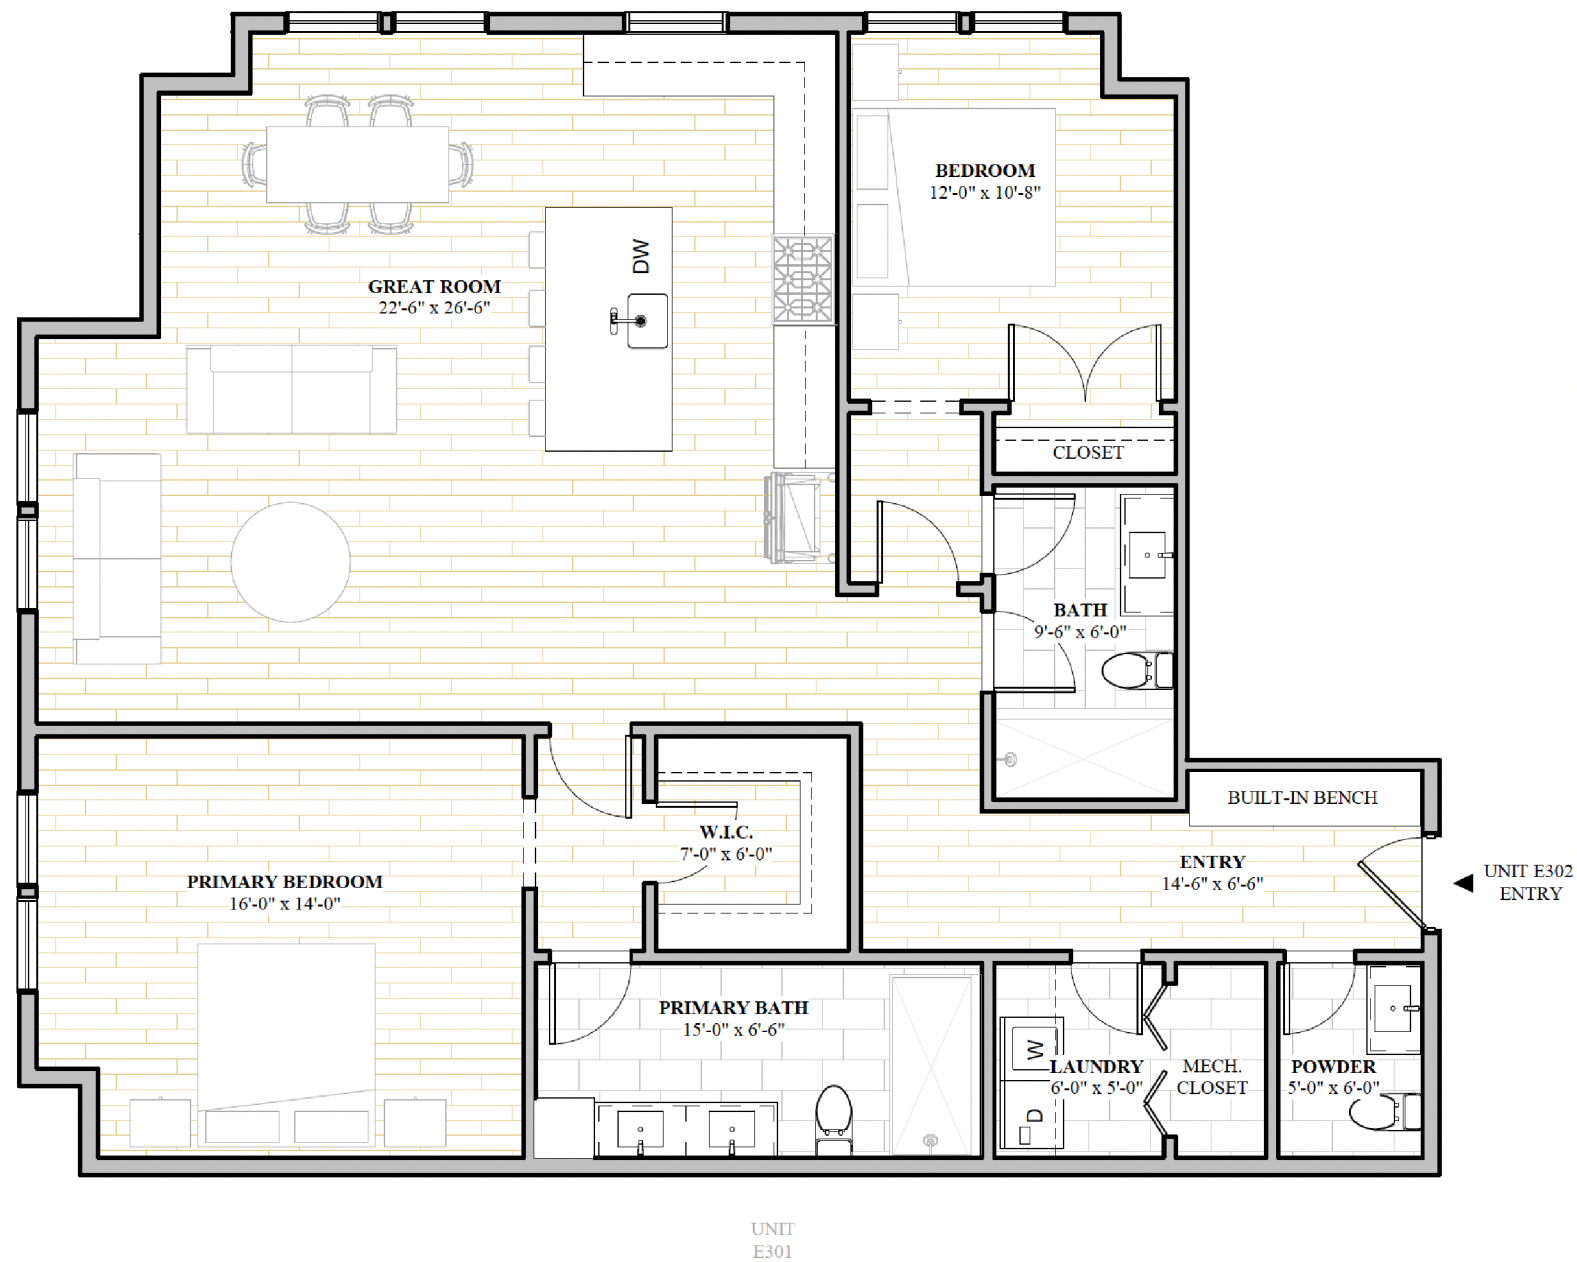 BEDROOM
12'-0" x 10'-8"
DW
GREAT ROOM
22'-6" x 26'-6"
CLOSET
BATH
9'-6" x 6'-0"
BUILT-IN BENCH
W.I.C.
7'-0" x 6'-0"
ENTRY
14'-6" x 6'-6"
UNIT E302
ENTRY
PRIMARY BEDROOM
16'-0" x 14'-0"
PRIMARY BATH
15'-0" x 6'-6"
W
LAUNDRY
6'-0" x 5'-0"
D
MECH.
CLOSET
POWDER
5'-0" x 6'-0"
UNIT
E301